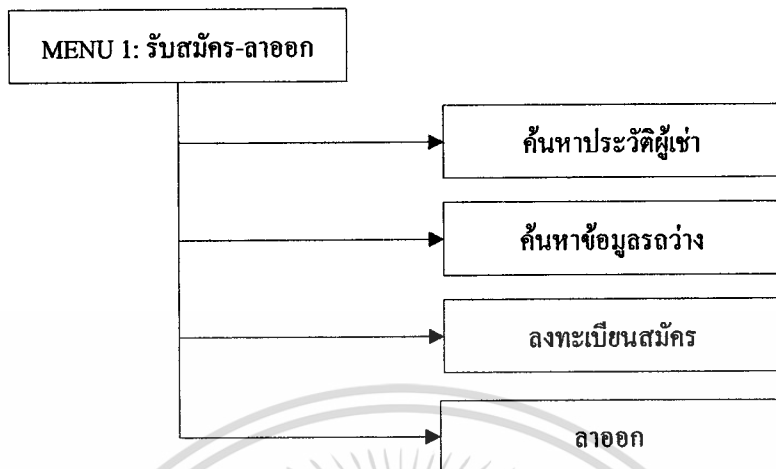 MENU 1: รับสมัคร-ลาออก
ค้นหาประวัติผู้เช่า
ค้นหาข้อมูลรถว่าง
ลงทะเบียนสมัคร
ลาออก